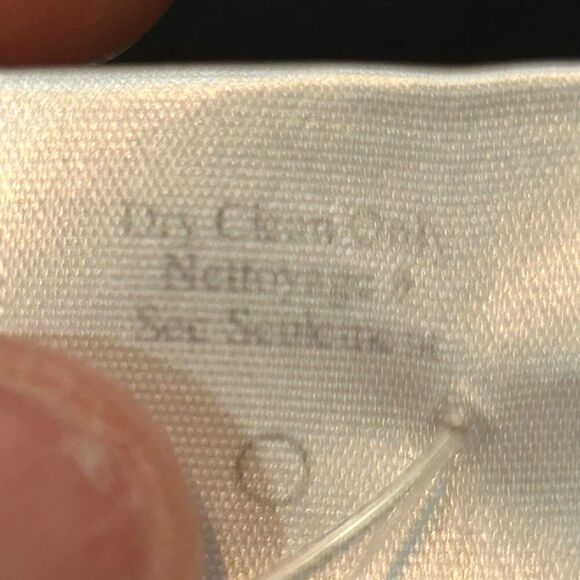 Dry Clean Only
Nettoyage à
Sec Seulement